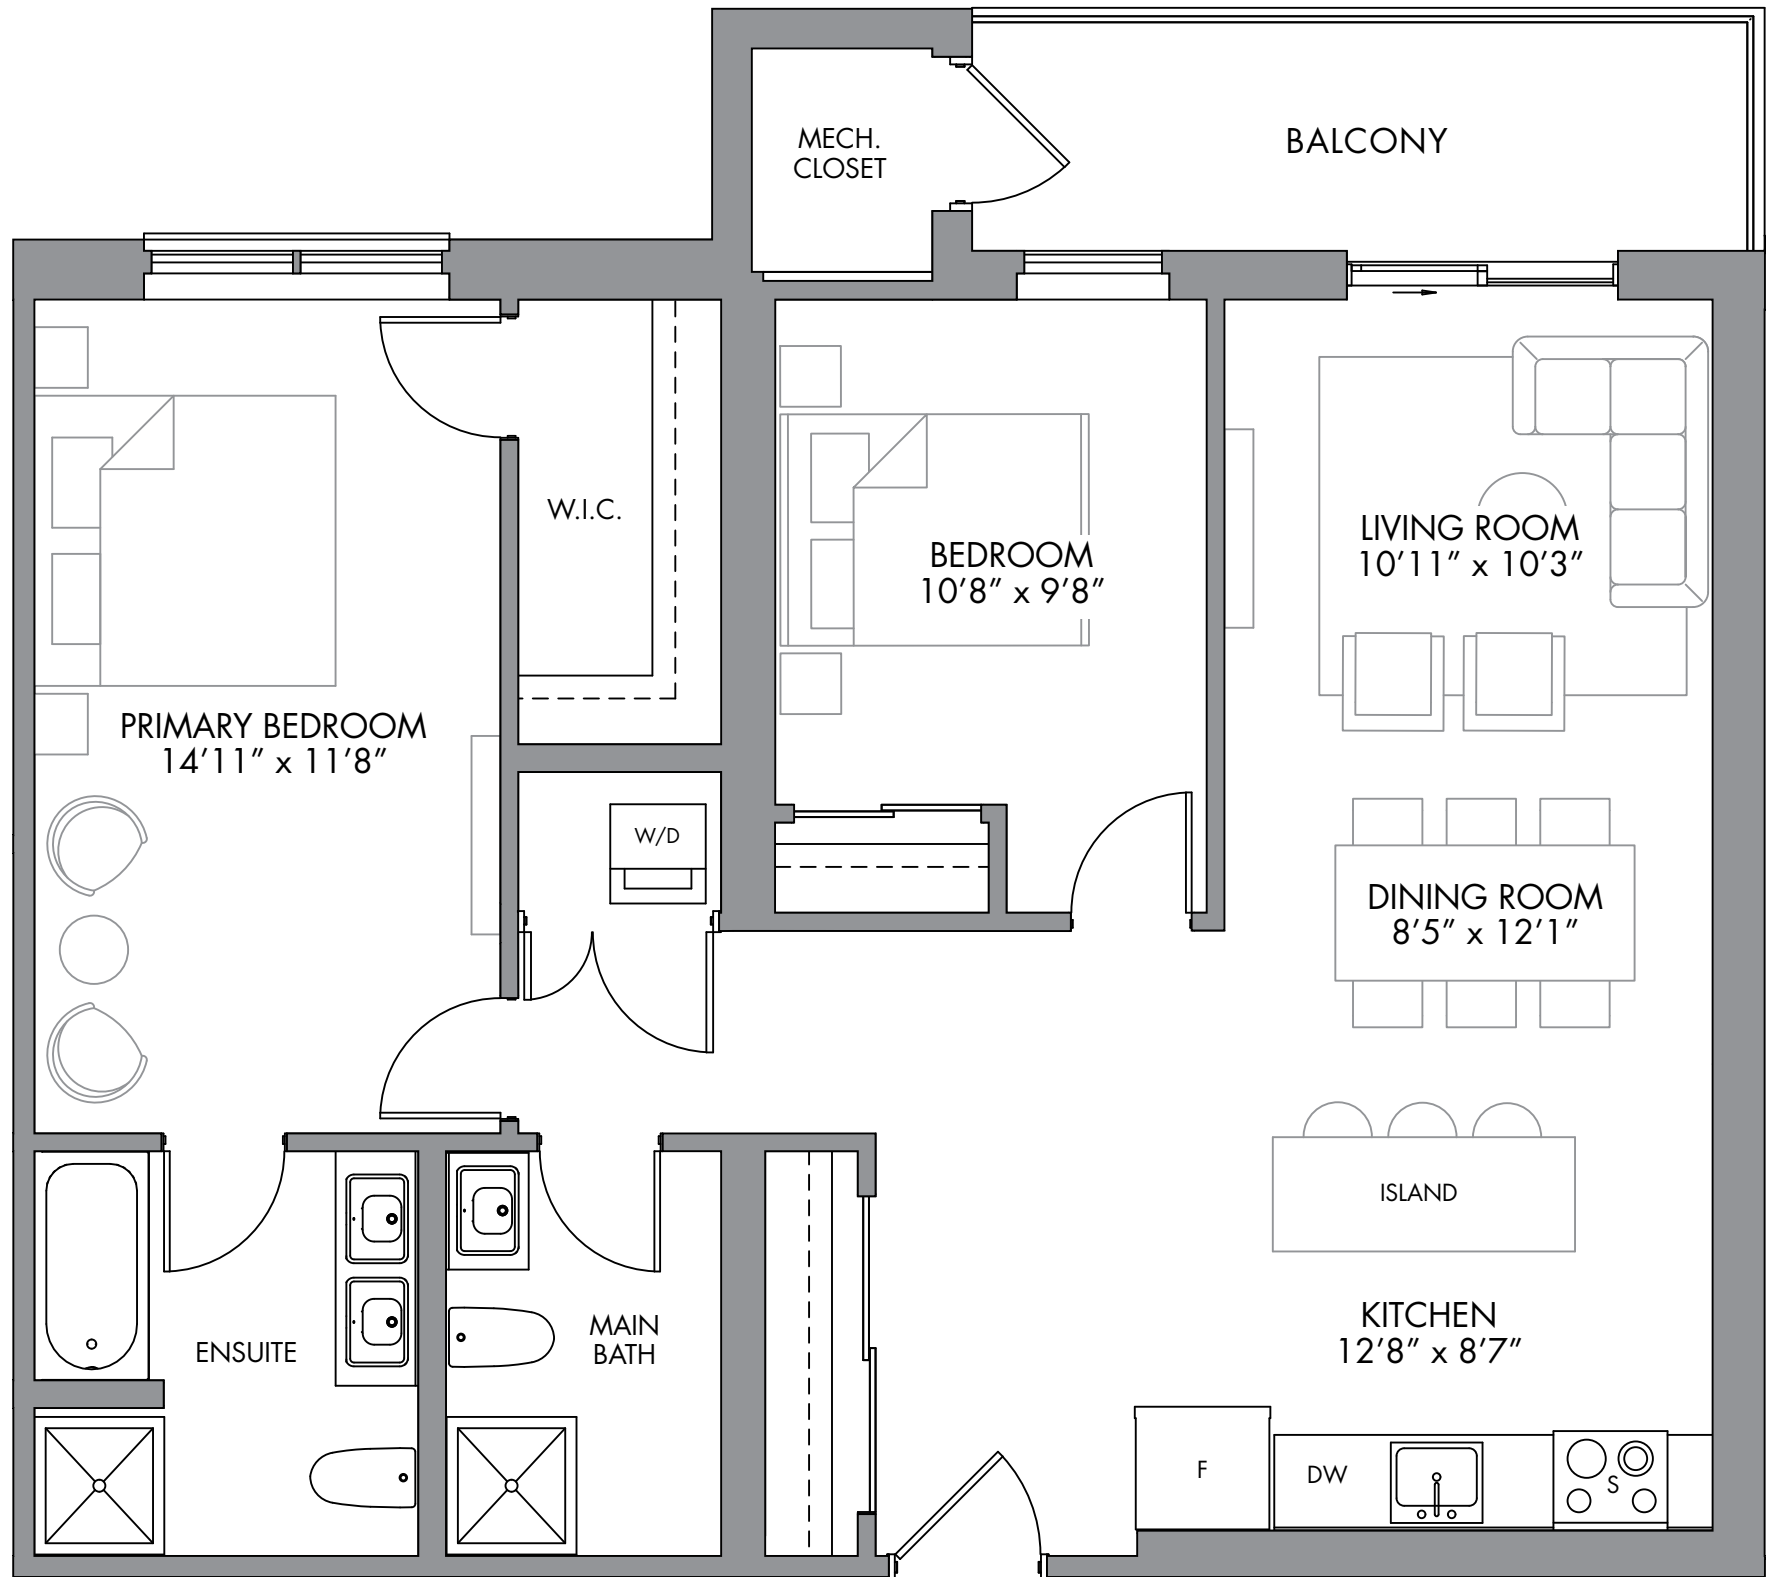 MECH.
CLOSET
BALCONY
W.I.C.
BEDROOM
10’8” x 9’8”
LIVING ROOM
10’11” x 10’3”
PRIMARY BEDROOM
14’11” x 11’8”
W/D
DINING ROOM
8’5” x 12’1”
ISLAND
ENSUITE
MAIN
BATH
KITCHEN
12’8” x 8’7”
F
DW
S